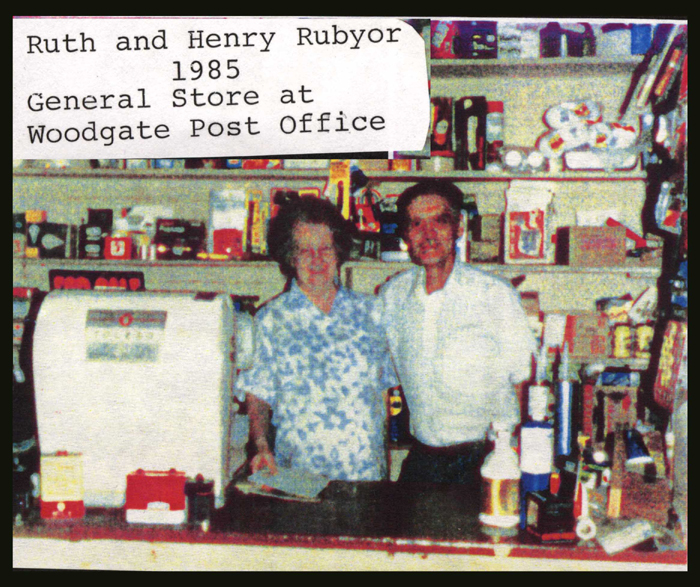 Ruth and Henry Rubyor
1985
General Store at
Woodgate Post Office